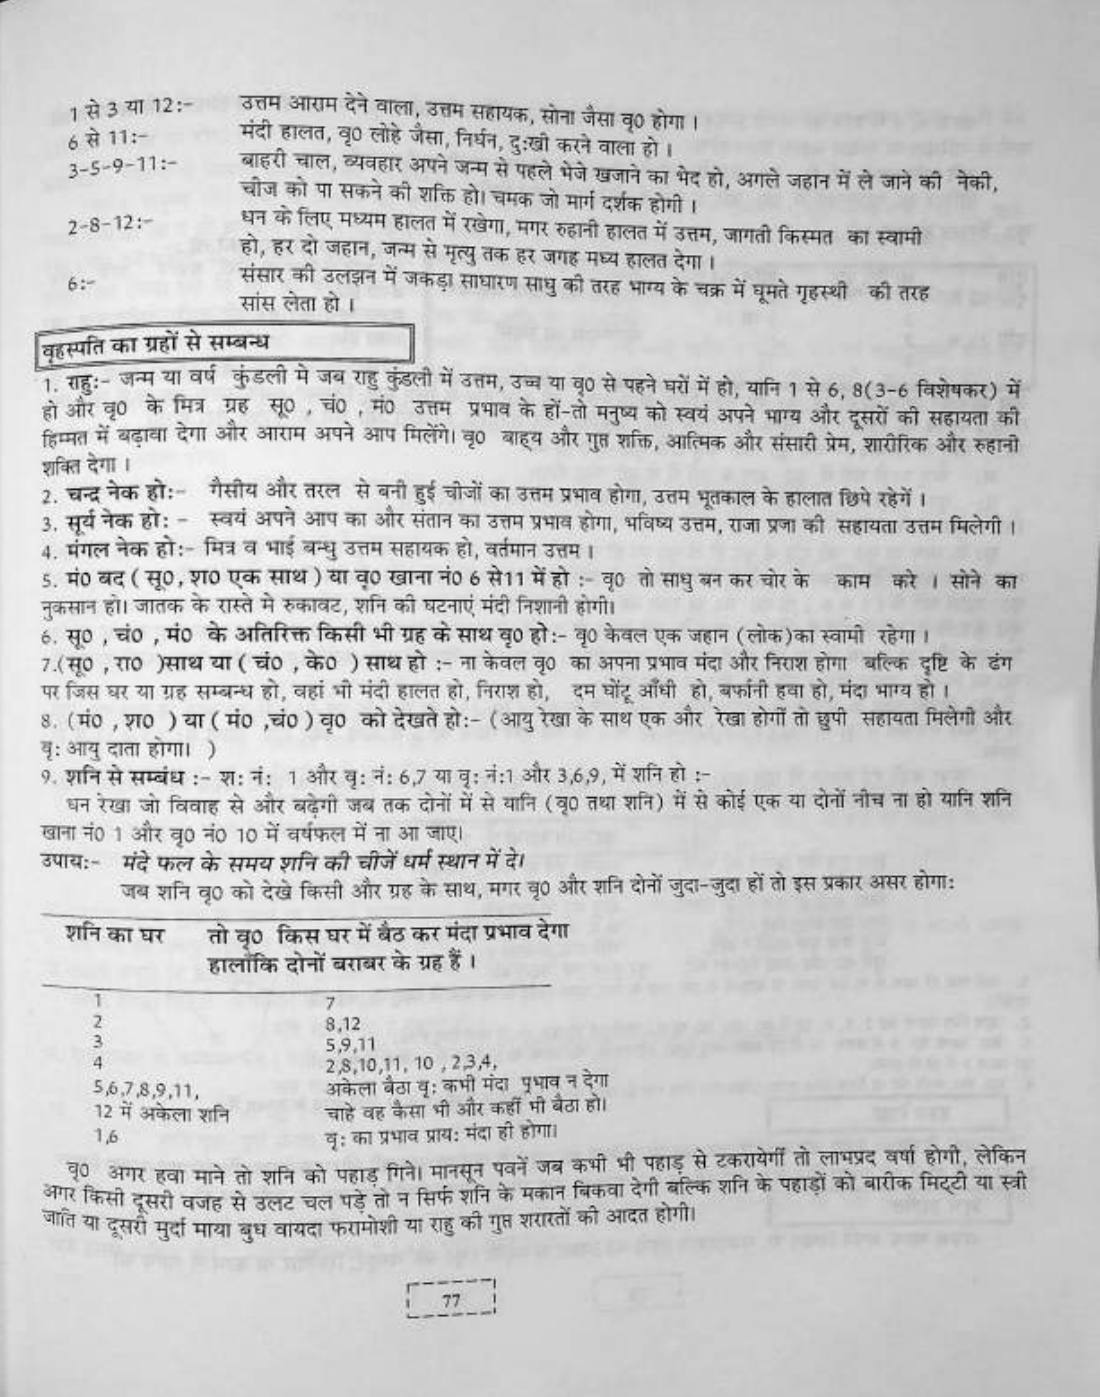 1 से 3 या 12:- उत्तम आराम देने वाला, उत्तम सहायक, सोना जैसा वृ0 होगा ।
6 से 11:- मंदी हालत, वृ0 लोहे जैसा, निर्धन, दुःखी करने वाला हो ।
3-5-9-11:- बाहरी चाल, व्यवहार अपने जन्म से पहले भेजे खजाने का भेद हो, अगले जहान में ले जाने की नेकी,
चीज को पा सकने की शक्ति हो। चमक जो मार्ग दर्शक होगी ।
2-8-12:- धन के लिए मध्यम हालत में रखेगा, मगर रुहानी हालत में उत्तम, जागती किस्मत का स्वामी
हो, हर दो जहान, जन्म से मृत्यु तक हर जगह मध्य हालत देगा ।
6:- संसार की उलझन में जकड़ा साधारण साधु की तरह भाग्य के चक्र में घूमते गृहस्थी की तरह
सांस लेता हो ।
वृहस्पति का ग्रहों से सम्बन्ध
1. राहुः- जन्म या वर्ष कुंडली मे जब राहु कुंडली में उत्तम, उच्च या वृ0 से पहने घरों में हो, यानि 1 से 6, 8(3-6 विशेषकर) में
हो और वृ0 के मित्र ग्रह सू0 , चं0 , मं0 उत्तम प्रभाव के हों-तो मनुष्य को स्वयं अपने भाग्य और दूसरों की सहायता की
हिम्मत में बढ़ावा देगा और आराम अपने आप मिलेंगे। वृ0 बाह्य और गुप्त शक्ति, आत्मिक और संसारी प्रेम, शारीरिक और रुहानी
शक्ति देगा ।
2. चन्द्र नेक हो:- गैसीय और तरल से बनी हुई चीजों का उत्तम प्रभाव होगा, उत्तम भूतकाल के हालात छिपे रहेगें ।
3. सूर्य नेक हो: - स्वयं अपने आप का और संतान का उत्तम प्रभाव होगा, भविष्य उत्तम, राजा प्रजा की सहायता उत्तम मिलेगी ।
4. मंगल नेक हो:- मित्र व भाई बन्धु उत्तम सहायक हो, वर्तमान उत्तम ।
5. मं0 बद ( सू0, श0 एक साथ ) या वृ0 खाना नं0 6 से11 में हो :- वृ0 तो साधु बन कर चोर के काम करे । सोने का
नुकसान हो। जातक के रास्ते मे रुकावट, शनि की घटनाएं मंदी निशानी होगी।
6. सू0 , चं0 , मं0 के अतिरिक्त किसी भी ग्रह के साथ वृ0 हो:- वृ0 केवल एक जहान (लोक)का स्वामी रहेगा ।
7.(सू0 , रा0 )साथ या ( चं0 , के0 ) साथ हो :- ना केवल वृ0 का अपना प्रभाव मंदा और निराश होगा बल्कि दृष्टि के ढंग
पर जिस घर या ग्रह सम्बन्ध हो, वहां भी मंदी हालत हो, निराश हो, दम घोंटू आँधी हो, बर्फानी हवा हो, मंदा भाग्य हो ।
8. (मं0 , श0 ) या ( मं0 ,चं0 ) वृ0 को देखते हो:- (आयु रेखा के साथ एक और रेखा होगीं तो छुपी सहायता मिलेगी और
वृ: आयु दाता होगा। )
9. शनि से सम्बंध :- श: नं: 1 और वृ: नं: 6,7 या वृ: नं:1 और 3,6,9, में शनि हो :-
धन रेखा जो विवाह से और बढ़ेगी जब तक दोनों में से यानि (वृ0 तथा शनि) में से कोई एक या दोनों नीच ना हो यानि शनि
खाना नं0 1 और वृ0 नं0 10 में वर्षफल में ना आ जाए।
उपाय:- मंदे फल के समय शनि की चीजें धर्म स्थान में दे।
जब शनि वृ0 को देखे किसी और ग्रह के साथ, मगर वृ0 और शनि दोनों जुदा-जुदा हों तो इस प्रकार असर होगा:
शनि का घर तो वृ0 किस घर में बैठ कर मंदा प्रभाव देगा
हालाँकि दोनों बराबर के ग्रह हैं ।
1 7
2 8,12
3 5,9,11
4 2,8,10,11, 10 , 2,3,4,
5,6,7,8,9,11, अकेला बैठा वृ: कभी मंदा प्रभाव न देगा
12 में अकेला शनि चाहे वह कैसा भी और कहीं भी बैठा हो।
1,6 वृ: का प्रभाव प्राय: मंदा ही होगा।
वृ0 अगर हवा माने तो शनि को पहाड़ गिने। मानसून पवनें जब कभी भी पहाड़ से टकरायेगीं तो लाभप्रद वर्षा होगी, लेकिन
अगर किसी दूसरी वजह से उलट चल पड़े तो न सिर्फ शनि के मकान बिकवा देगी बल्कि शनि के पहाड़ों को बारीक मिट्टी या स्त्री
जाति या दूसरी मुर्दा माया बुध वायदा फरामोशी या राहु की गुप्त शरारतों की आदत होगी।
77